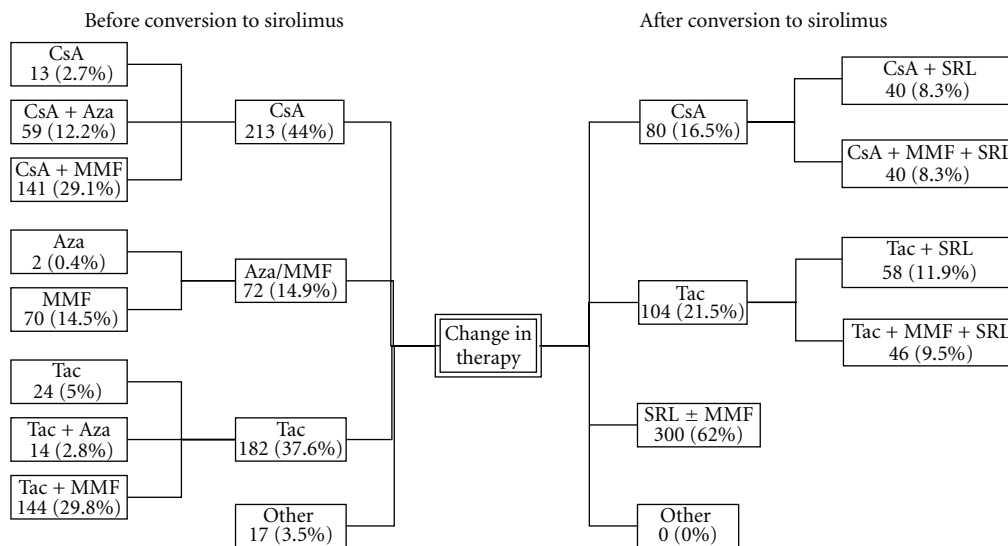 Before conversion to sirolimus
CsA
13 (2.7%)
CsA + Aza
59 (12.2%)
CsA + MMF
141 (29.1%)
CsA
213 (44%)
Aza
2 (0.4%)
MMF
70 (14.5%)
Aza/MMF
72 (14.9%)
Tac
24 (5%)
Tac + Aza
14 (2.8%)
Tac + MMF
144 (29.8%)
Tac
182 (37.6%)
Other
17 (3.5%)
Change in
therapy
After conversion to sirolimus
CsA
80 (16.5%)
CsA + SRL
40 (8.3%)
CsA + MMF + SRL
40 (8.3%)
Tac
104 (21.5%)
Tac + SRL
58 (11.9%)
Tac + MMF + SRL
46 (9.5%)
SRL ± MMF
300 (62%)
Other
0 (0%)